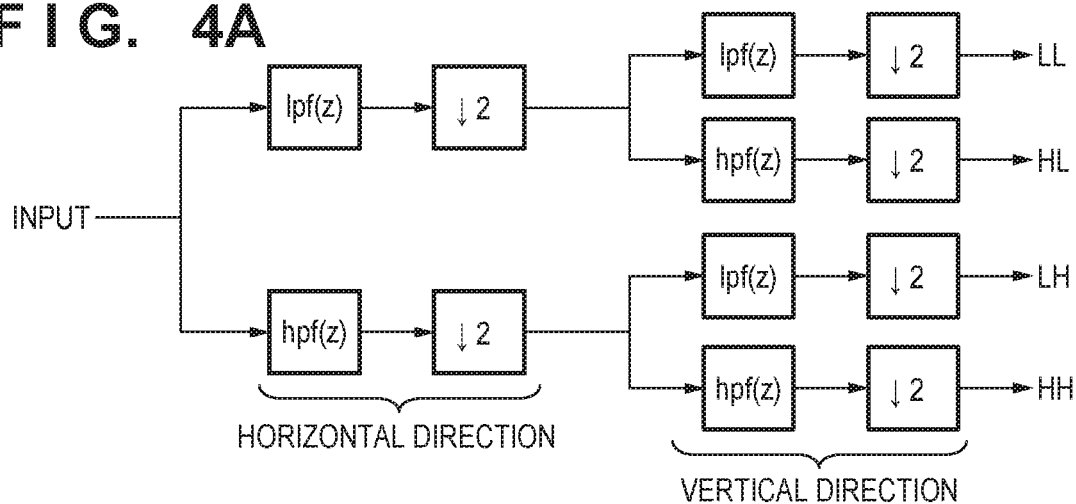 FIG. 4A
lpf(z)
↓ 2
lpf(z)
↓ 2
LL
hpf(z)
↓ 2
HL
INPUT
hpf(z)
↓ 2
lpf(z)
↓ 2
LH
hpf(z)
↓ 2
HH
HORIZONTAL DIRECTION
VERTICAL DIRECTION